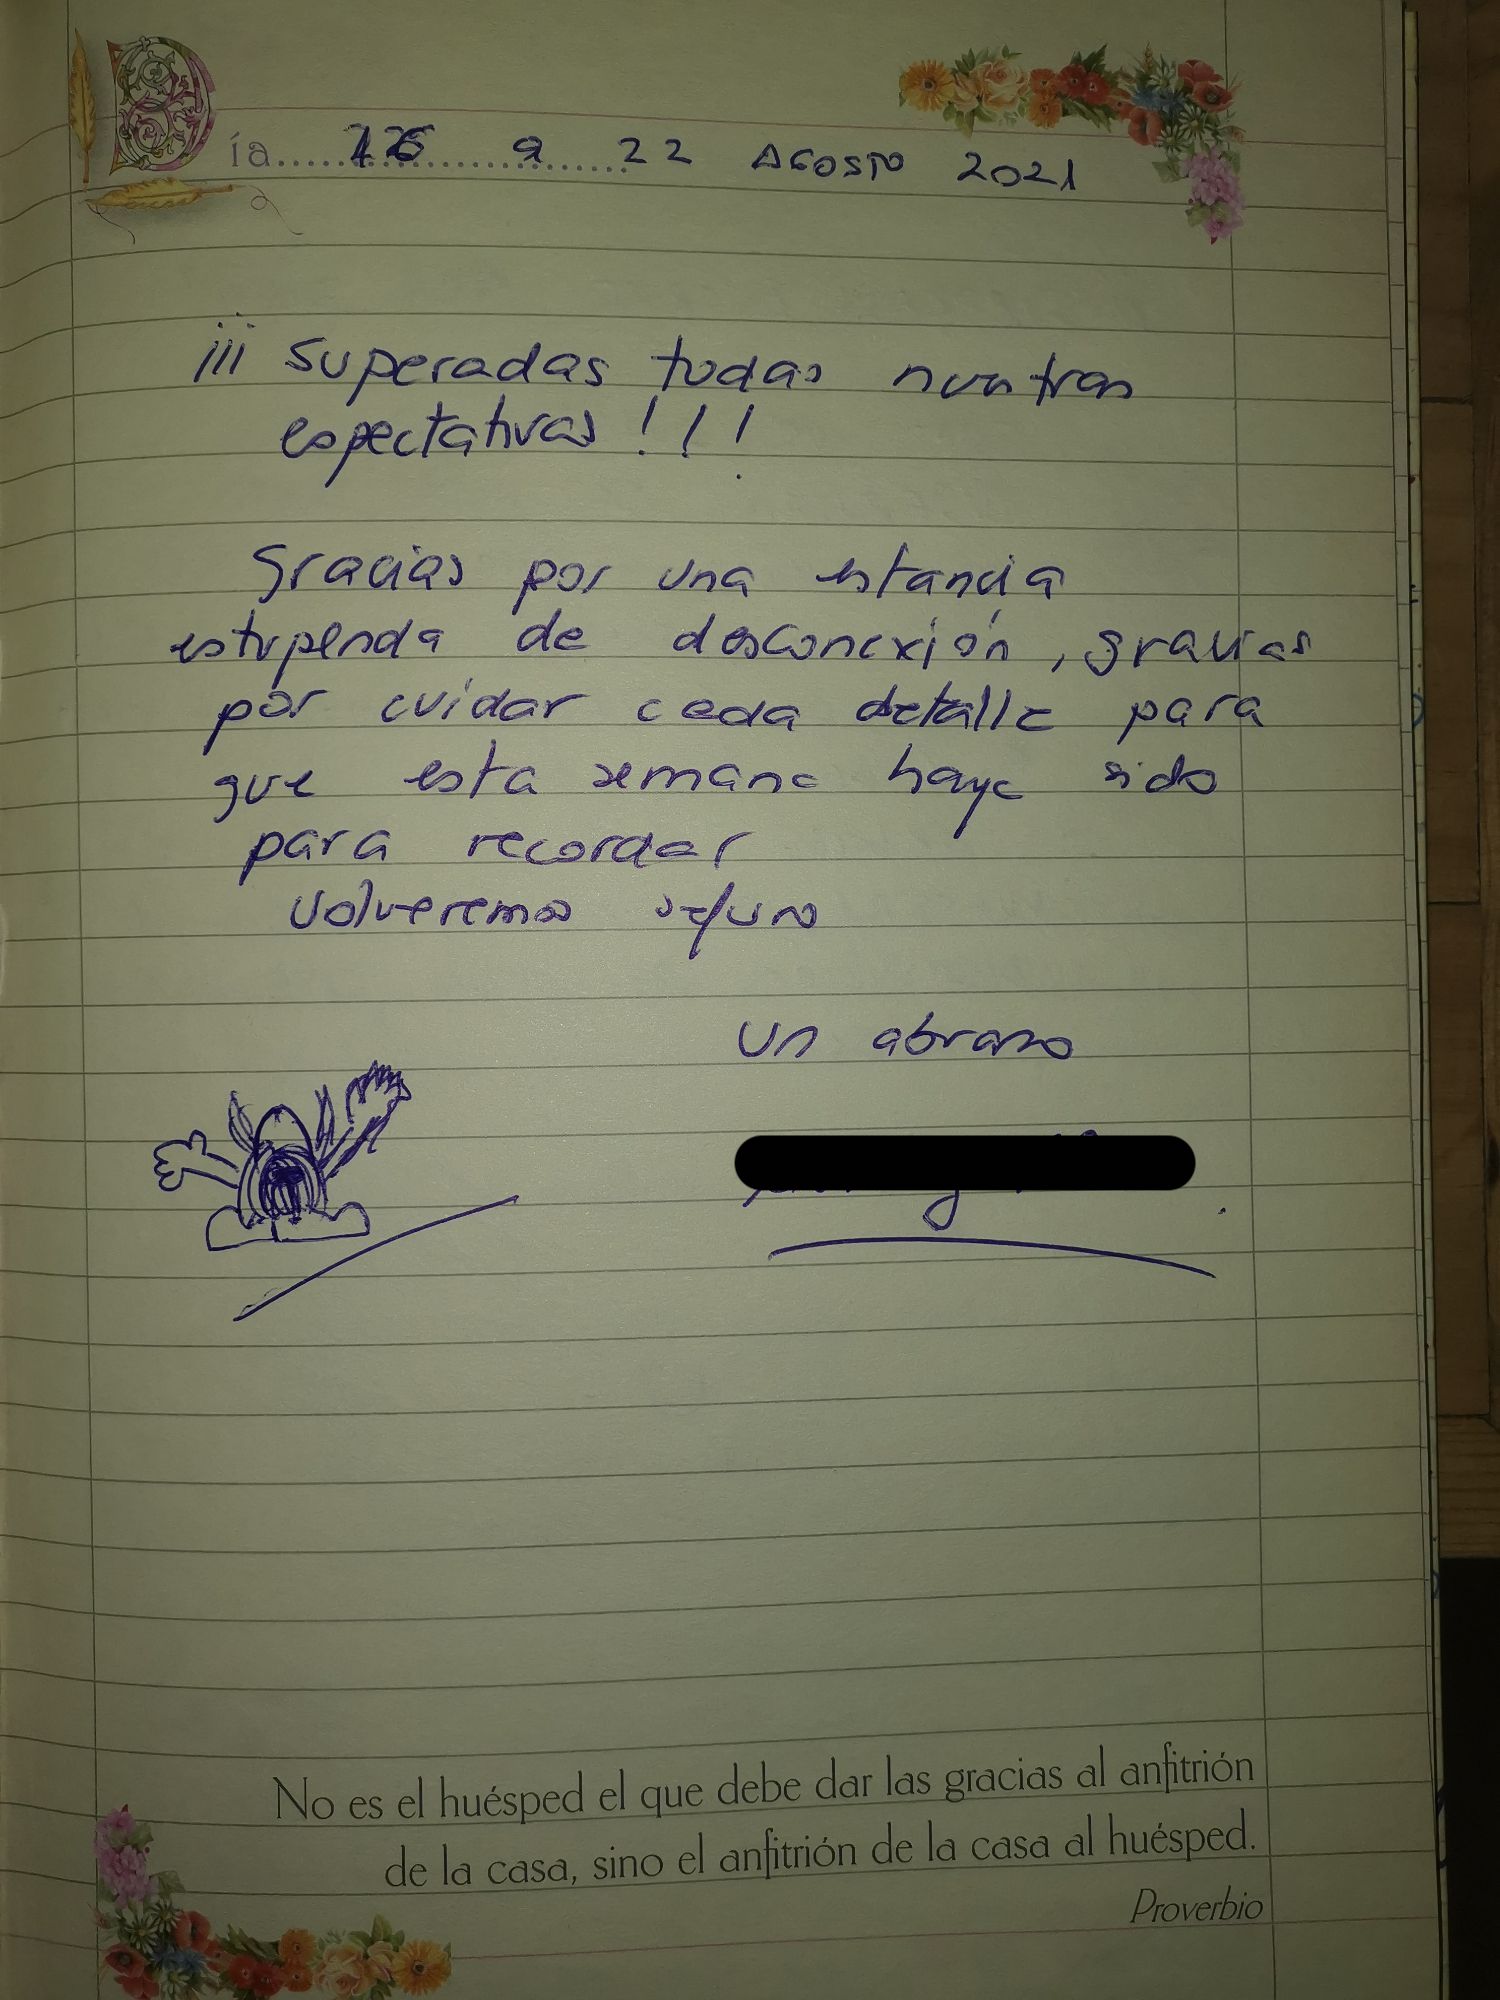 Día 16 a 22 AGOSTO 2021
¡¡¡ Superadas todas nuestras
espectativas !!!
Gracias por una estancia
estupenda de desconexión, gracias
por cuidar cada detalle para
que esta semana haya sido
para recordar
Volveremos seguro
Un abrazo
No es el huésped el que debe dar las gracias al anfitrión
de la casa, sino el anfitrión de la casa al huésped.
Proverbio